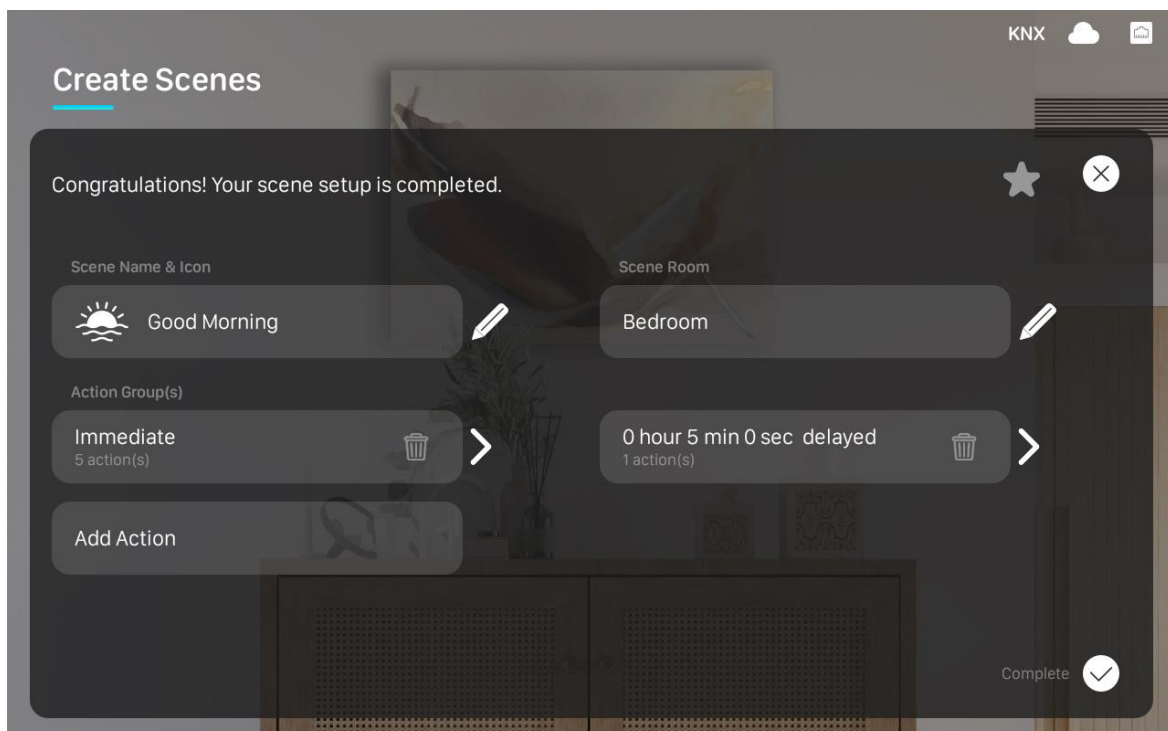 KNX
Create Scenes
Congratulations! Your scene setup is completed.
Scene Name & Icon
Scene Room
Good Morning
Bedroom
Action Group(s)
Immediate
5 action(s)
0 hour 5 min 0 sec delayed
1 action(s)
Add Action
Complete